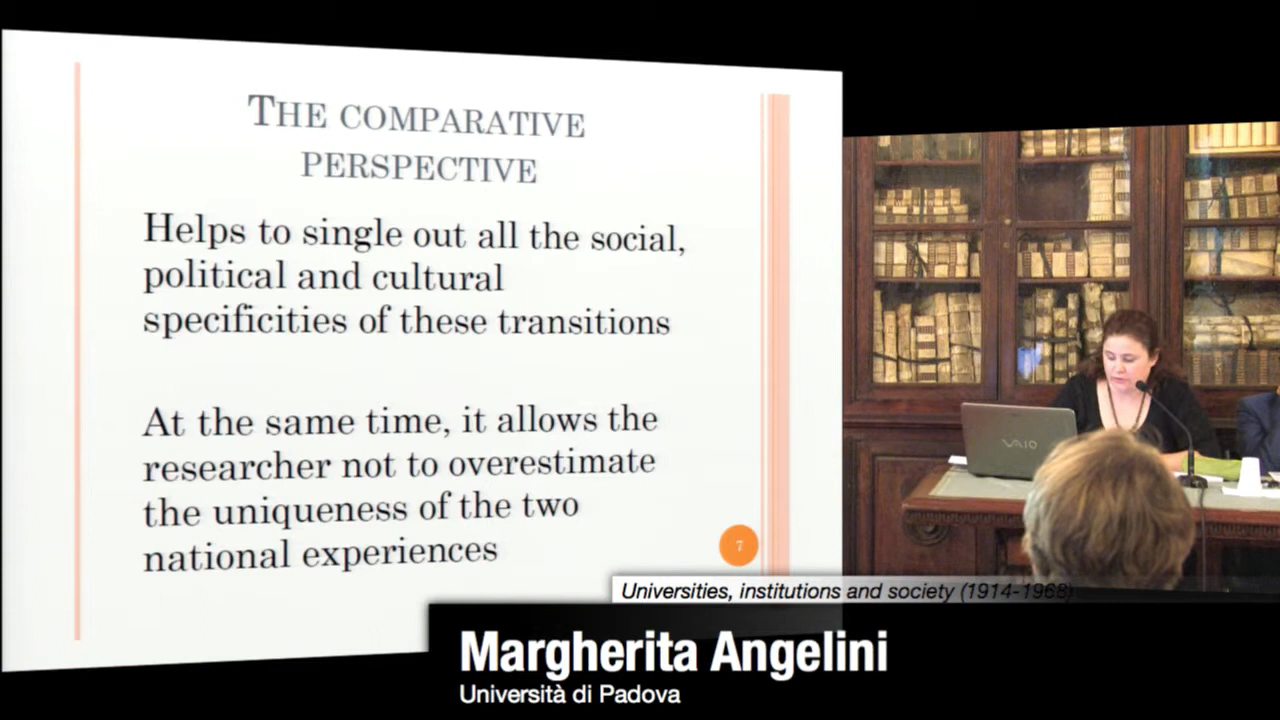 THE COMPARATIVE
PERSPECTIVE
Helps to single out all the social,
political and cultural
specificities of these transitions
At the same time, it allows the
researcher not to overestimate
the uniqueness of the two
national experiences
7
VAIO
Universities, institutions and society (1914-1968)
Margherita Angelini
Università di Padova